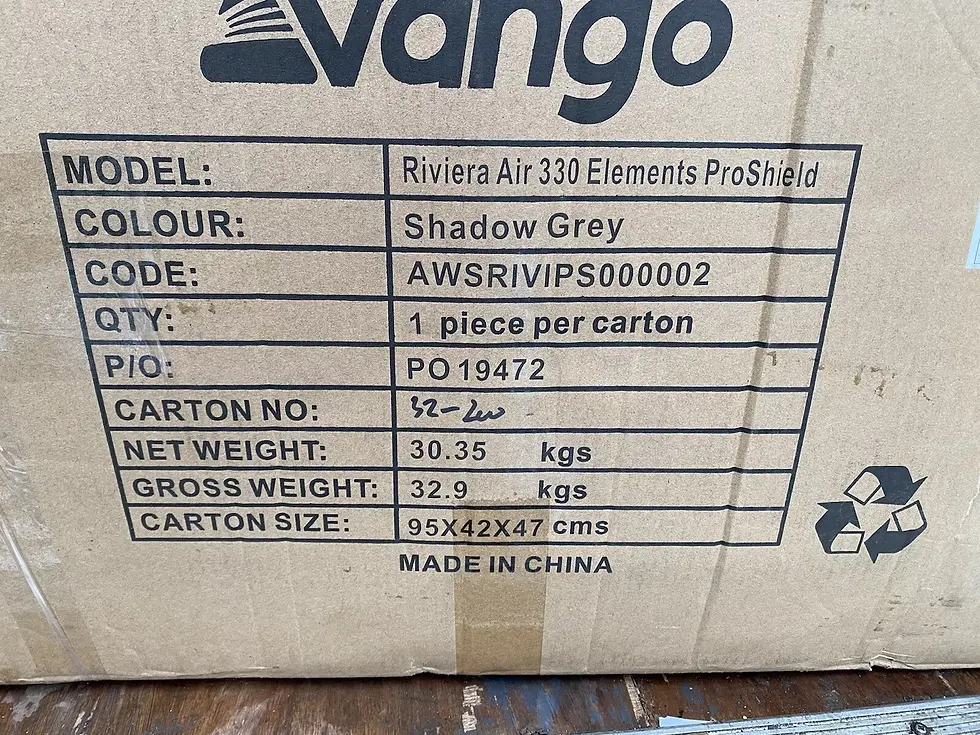 Vango
MODEL: Riviera Air 330 Elements ProShield
COLOUR: Shadow Grey
CODE: AWSRIVIPS000002
QTY: 1 piece per carton
P/O: PO 19472
CARTON NO: 32-200
NET WEIGHT: 30.35 kgs
GROSS WEIGHT: 32.9 kgs
CARTON SIZE: 95X42X47 cms
MADE IN CHINA